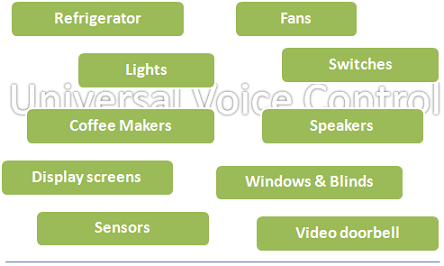 Refrigerator
Fans
Lights
Switches
Universal Voice Control
Coffee Makers
Speakers
Display screens
Windows & Blinds
Sensors
Video doorbell